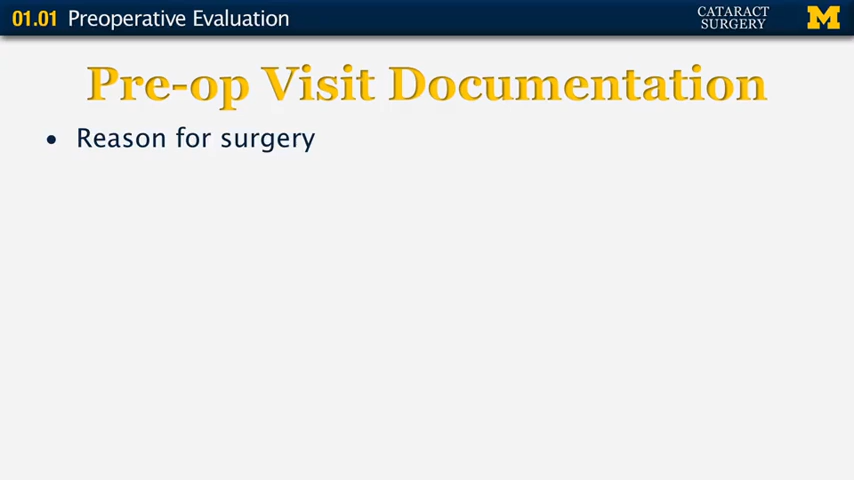 01.01 Preoperative Evaluation
CATARACT
SURGERY
M
Pre-op Visit Documentation
• Reason for surgery